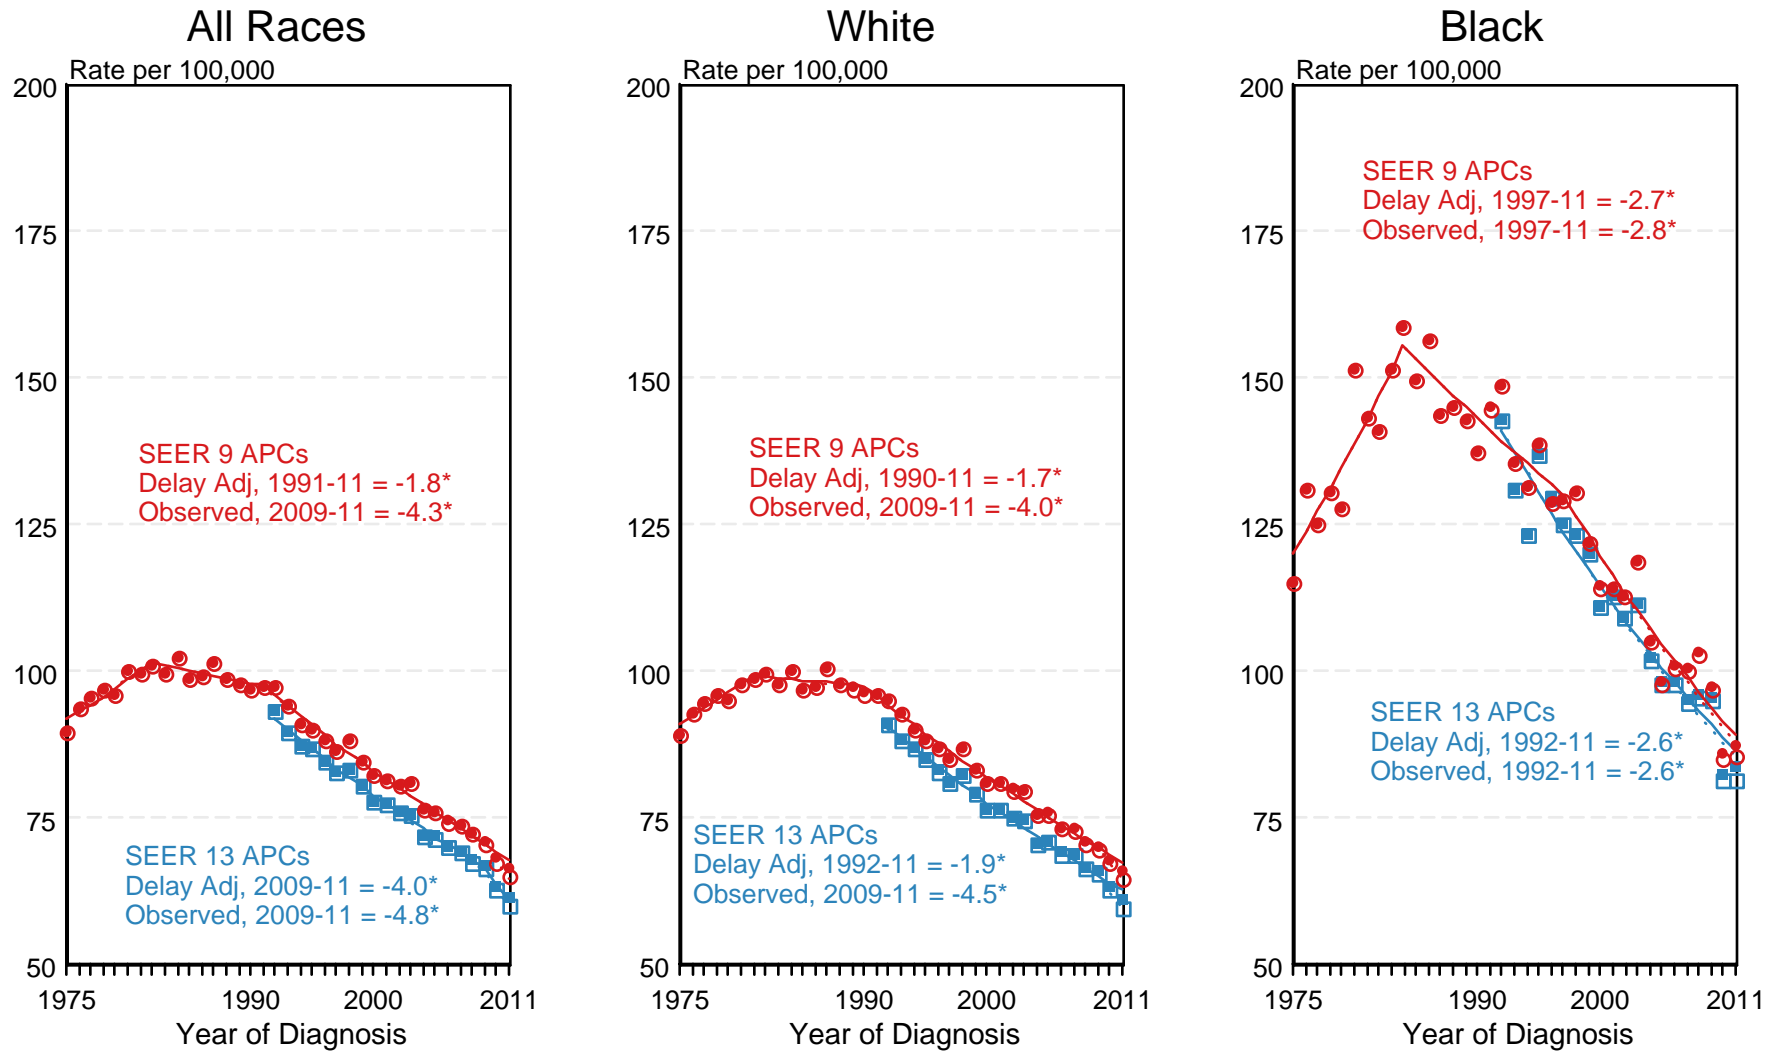 All Races
Rate per 100,000
200
175
150
125
100
75
50
SEER 9 APCs
Delay Adj, 1991-11 = -1.8*
Observed, 2009-11 = -4.3*
SEER 13 APCs
Delay Adj, 2009-11 = -4.0*
Observed, 2009-11 = -4.8*
1975 1990 2000 2011
Year of Diagnosis
White
Rate per 100,000
200
175
150
125
100
75
50
SEER 9 APCs
Delay Adj, 1990-11 = -1.7*
Observed, 2009-11 = -4.0*
SEER 13 APCs
Delay Adj, 1992-11 = -1.9*
Observed, 2009-11 = -4.5*
1975 1990 2000 2011
Year of Diagnosis
Black
Rate per 100,000
200
175
150
125
100
75
50
SEER 9 APCs
Delay Adj, 1997-11 = -2.7*
Observed, 1997-11 = -2.8*
SEER 13 APCs
Delay Adj, 1992-11 = -2.6*
Observed, 1992-11 = -2.6*
1975 1990 2000 2011
Year of Diagnosis